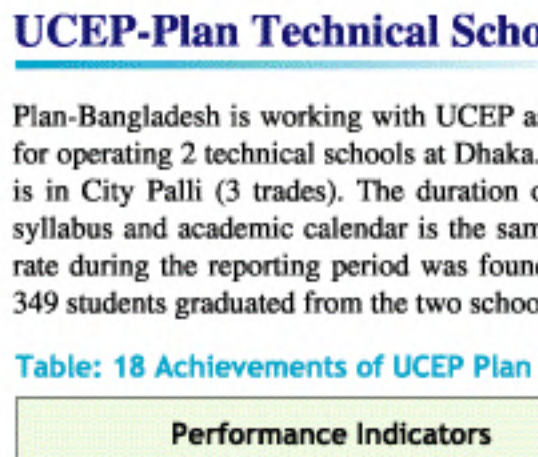 UCEP-Plan Technical Scho
Plan-Bangladesh is working with UCEP as
for operating 2 technical schools at Dhaka.
is in City Palli (3 trades). The duration o
syllabus and academic calendar is the sam
rate during the reporting period was found
349 students graduated from the two schoo
Table: 18 Achievements of UCEP Plan
Performance Indicators